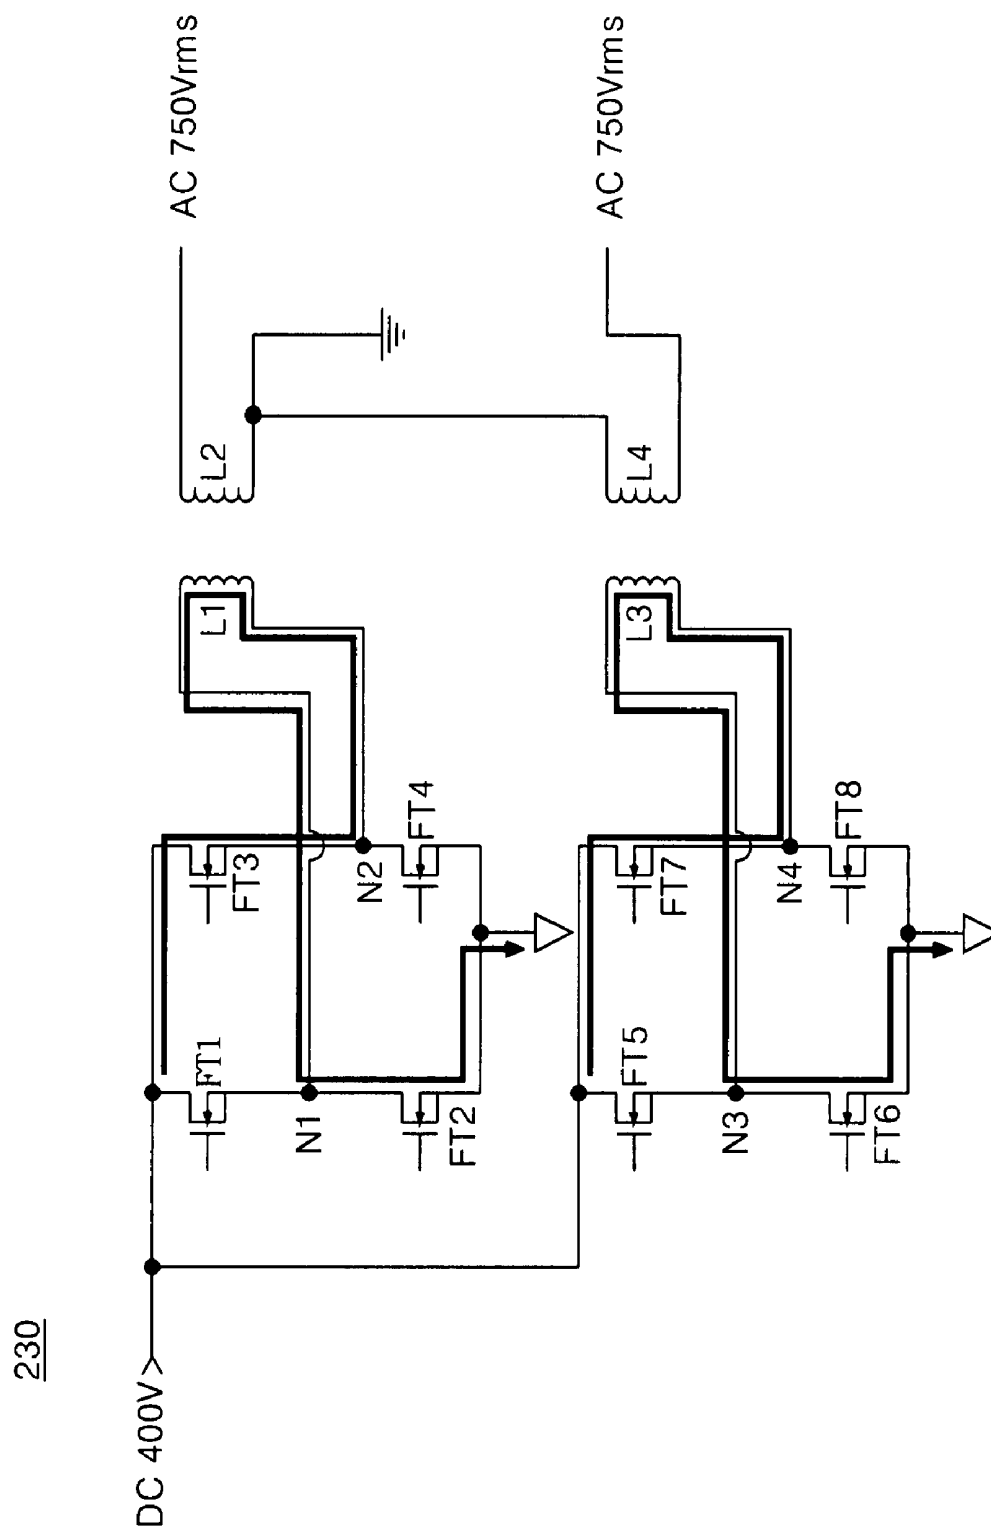 230
DC 400V
FT1
FT3
L1
L2
AC 750Vrms
N1
N2
FT2
FT4
FT5
FT7
L3
L4
AC 750Vrms
N3
N4
FT6
FT8